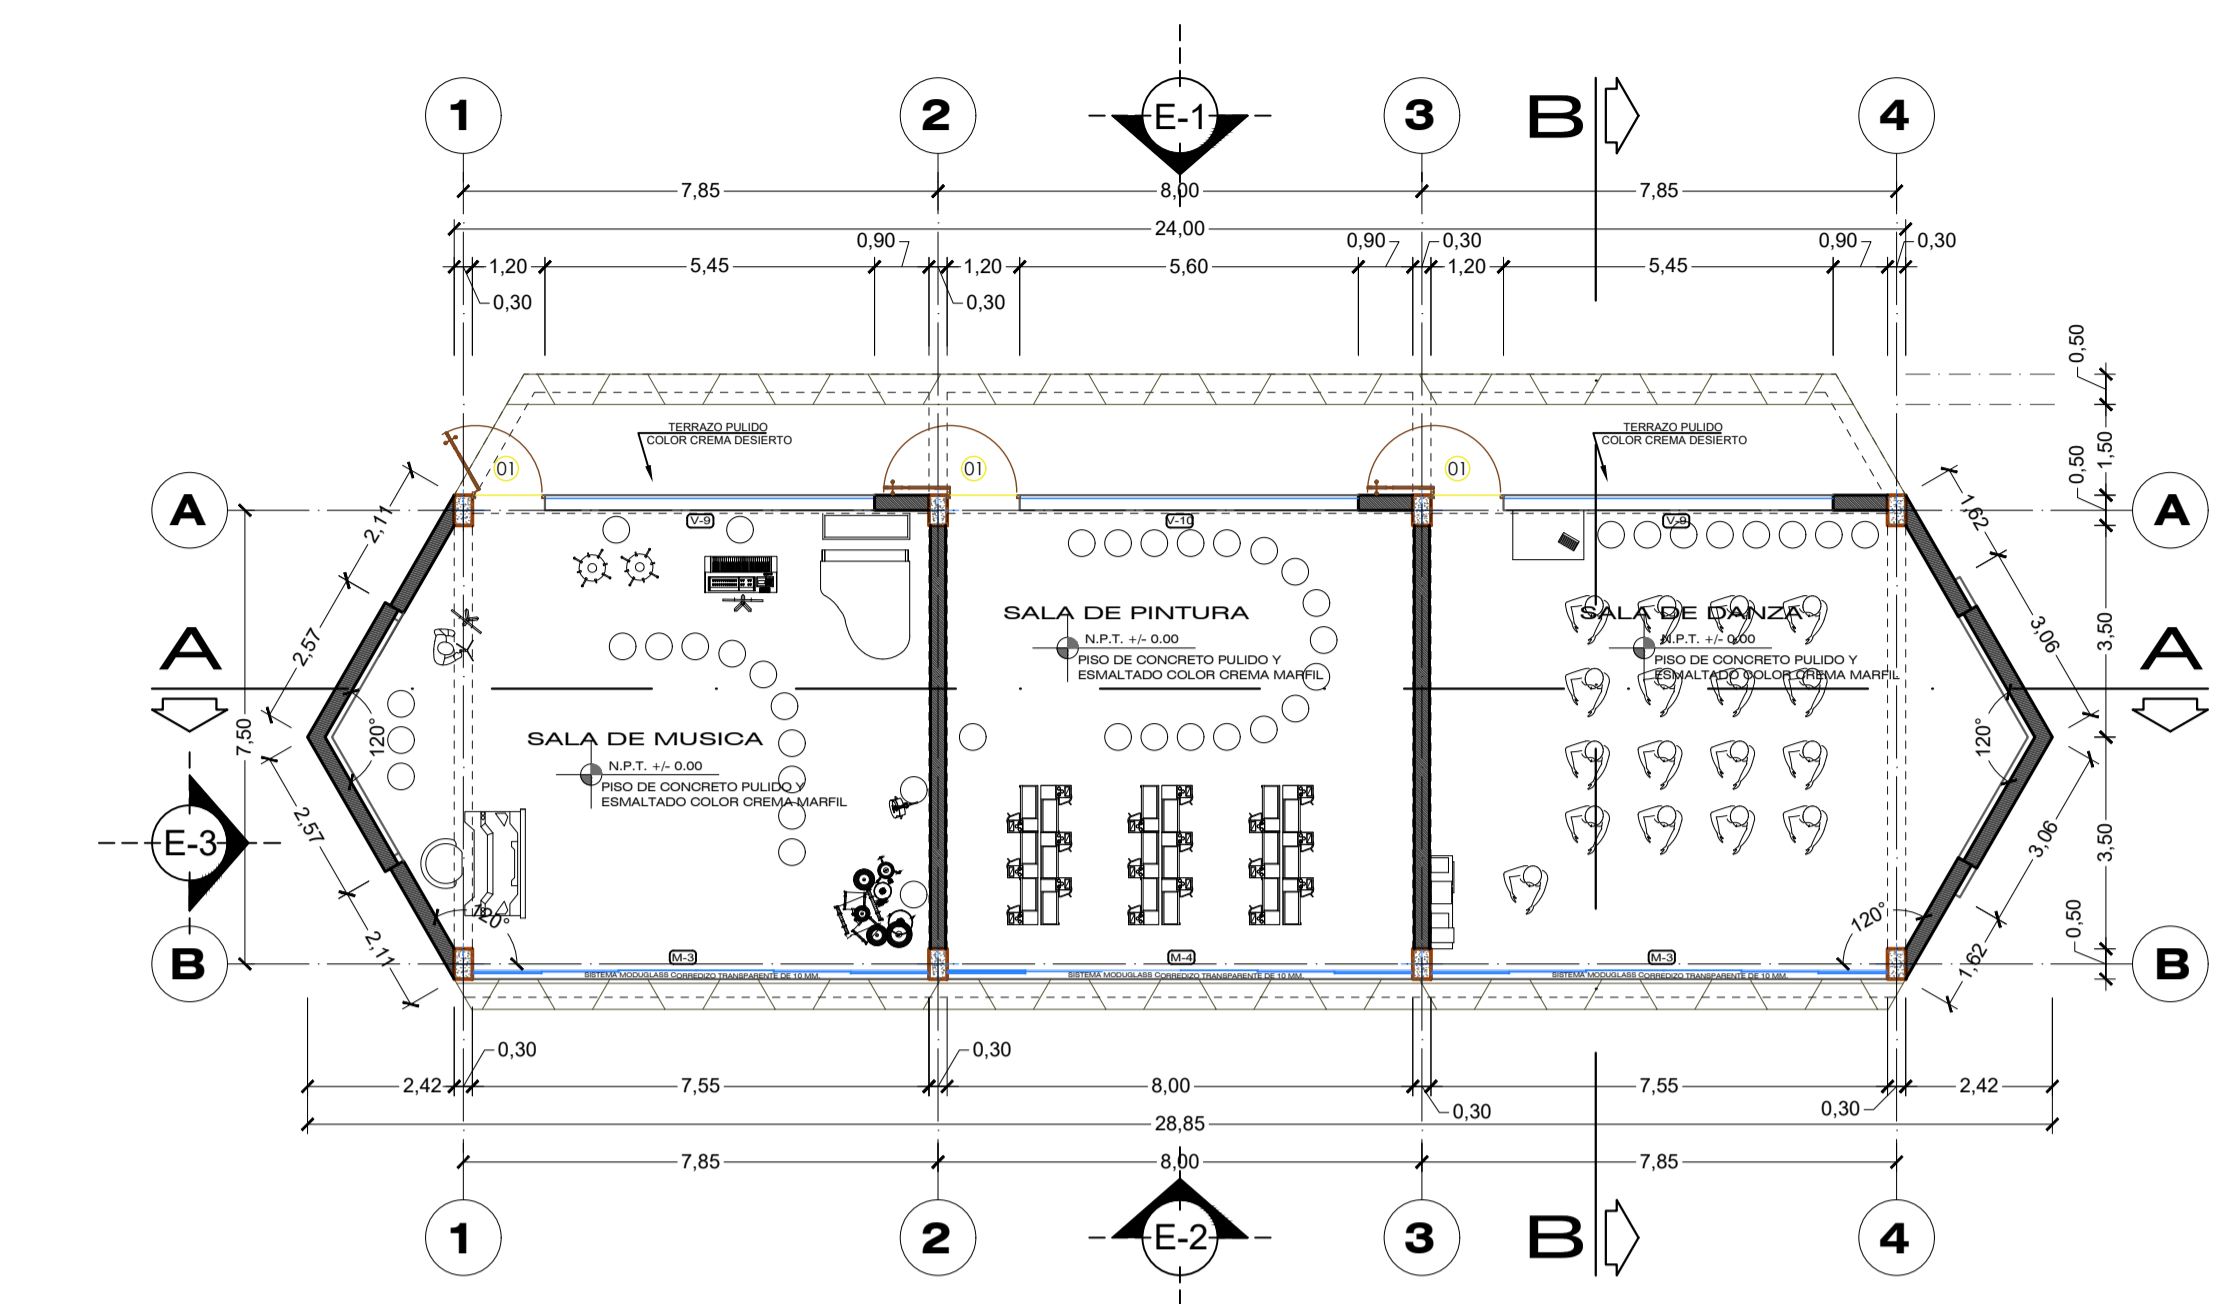 1 2 E-1 3 B 4
7,85 8,00 7,85
24,00
0,90 0,90 0,30 0,90 0,30
1,20 5,45 1,20 5,60 1,20 5,45
0,30 0,30
0,50
TERRAZO PULIDO
COLOR CREMA DESIERTO
TERRAZO PULIDO
COLOR CREMA DESIERTO
01 01 01
0,50 1,50
A A
2,11 1,62
V-9 V-10 V-9
SALA DE PINTURA
N.P.T. +/- 0.00
PISO DE CONCRETO PULIDO Y
ESMALTADO COLOR CREMA MARFIL
SALA DE DANZA
N.P.T. +/- 0.00
PISO DE CONCRETO PULIDO Y
ESMALTADO COLOR CREMA MARFIL
2,57 3,06 3,50
A A
7,50 120° 120°
SALA DE MUSICA
N.P.T. +/- 0.00
PISO DE CONCRETO PULIDO Y
ESMALTADO COLOR CREMA MARFIL
E-3
2,57 3,06 3,50
120° 120° 0,50
2,11 1,62
B B
M-3 M-4 M-3
SISTEMA MODUGLASS CORREDIZO TRANSPARENTE DE 10 MM.
SISTEMA MODUGLASS CORREDIZO TRANSPARENTE DE 10 MM.
SISTEMA MODUGLASS CORREDIZO TRANSPARENTE DE 10 MM.
0,30 0,30
2,42 7,55 8,00 7,55 2,42
0,30 0,30
28,85
7,85 8,00 7,85
1 2 E-2 3 B 4